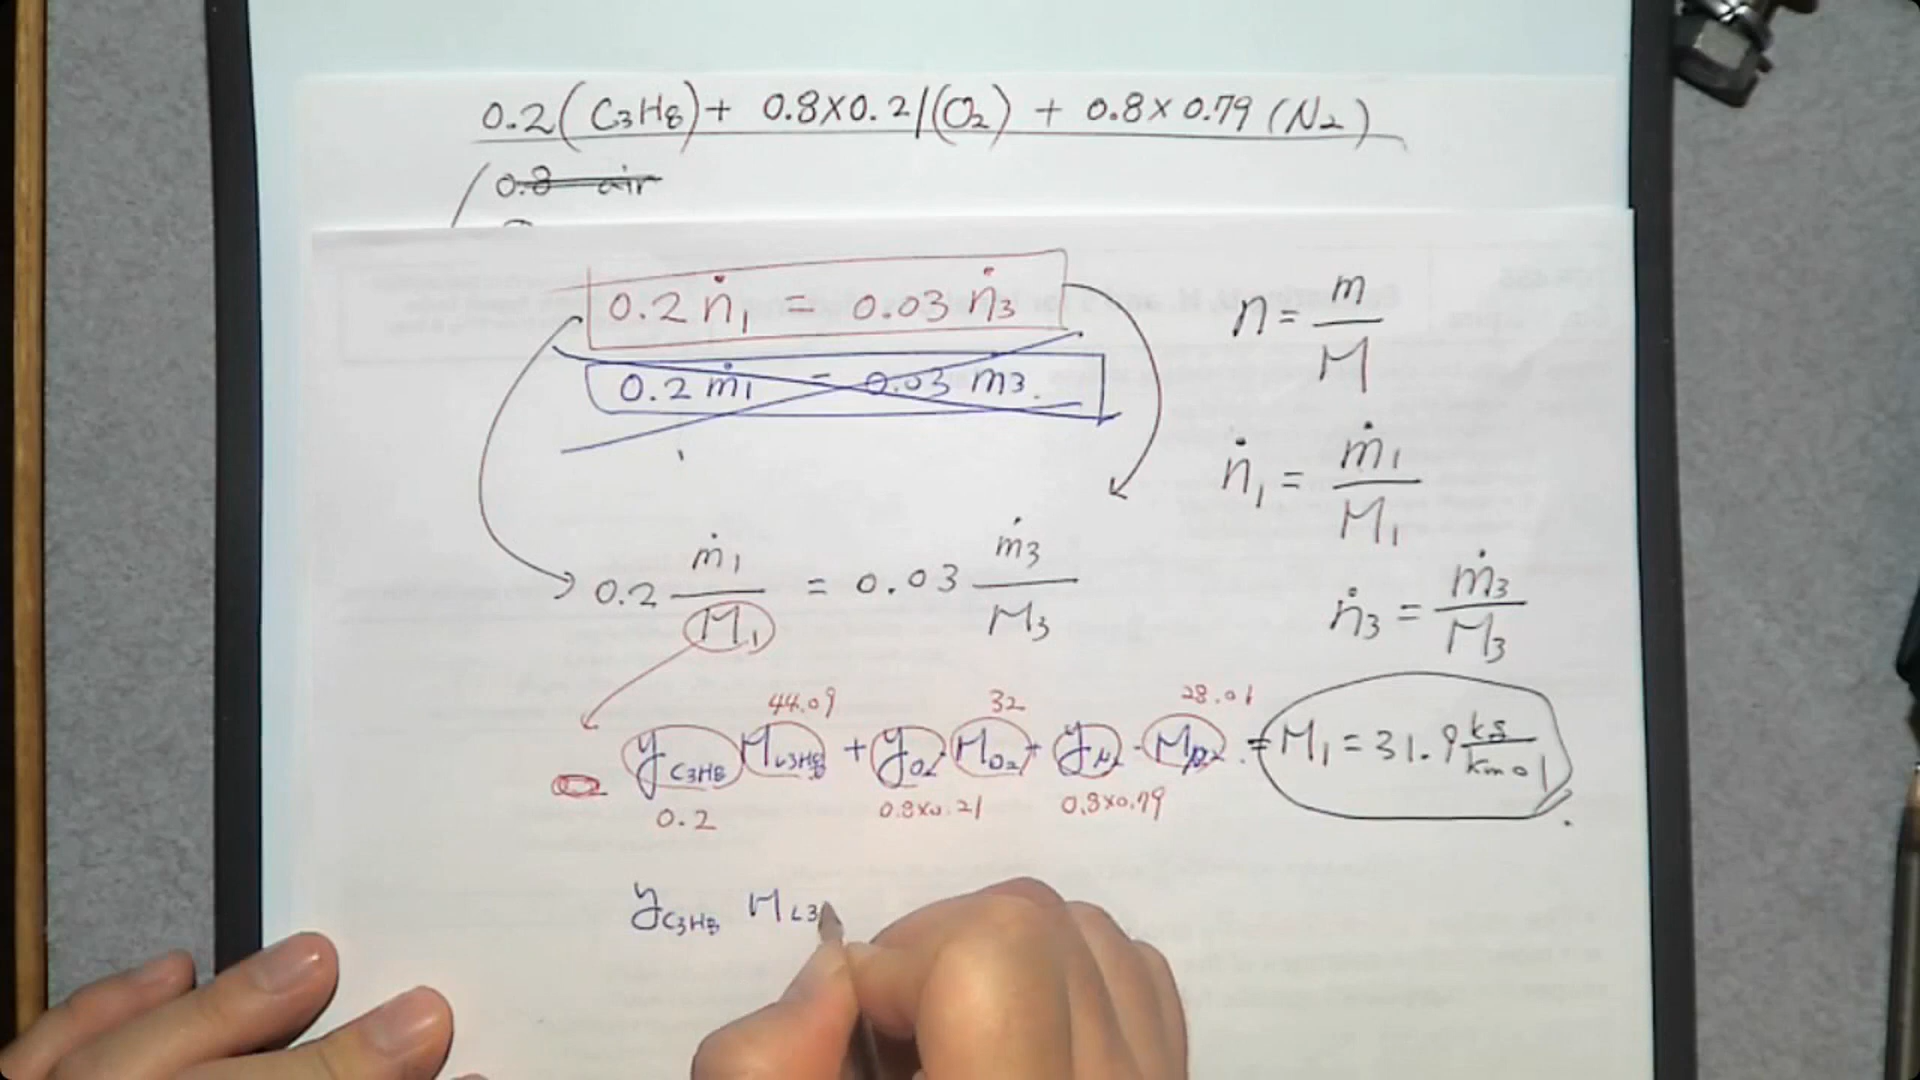 0.2(C3H8)+ 0.8×0.21(O2) + 0.8×0.79 (N2)
0.8 air
0.2 ṅ1 = 0.03 ṅ3
n = m/M
0.2 ṁ1 = 0.03 m3.
ṅ1 = ṁ1/M1
0.2 ṁ1/M1 = 0.03 ṁ3/M3
ṅ3 = ṁ3/M3
44.09 32 28.01
yC3H8 MC3H8 + yO2 · MO2 + yN2 · MN2 = M1 = 31.9 kg/kmol.
0.2 0.8×0.21 0.8×0.79
yC3H8 MC3